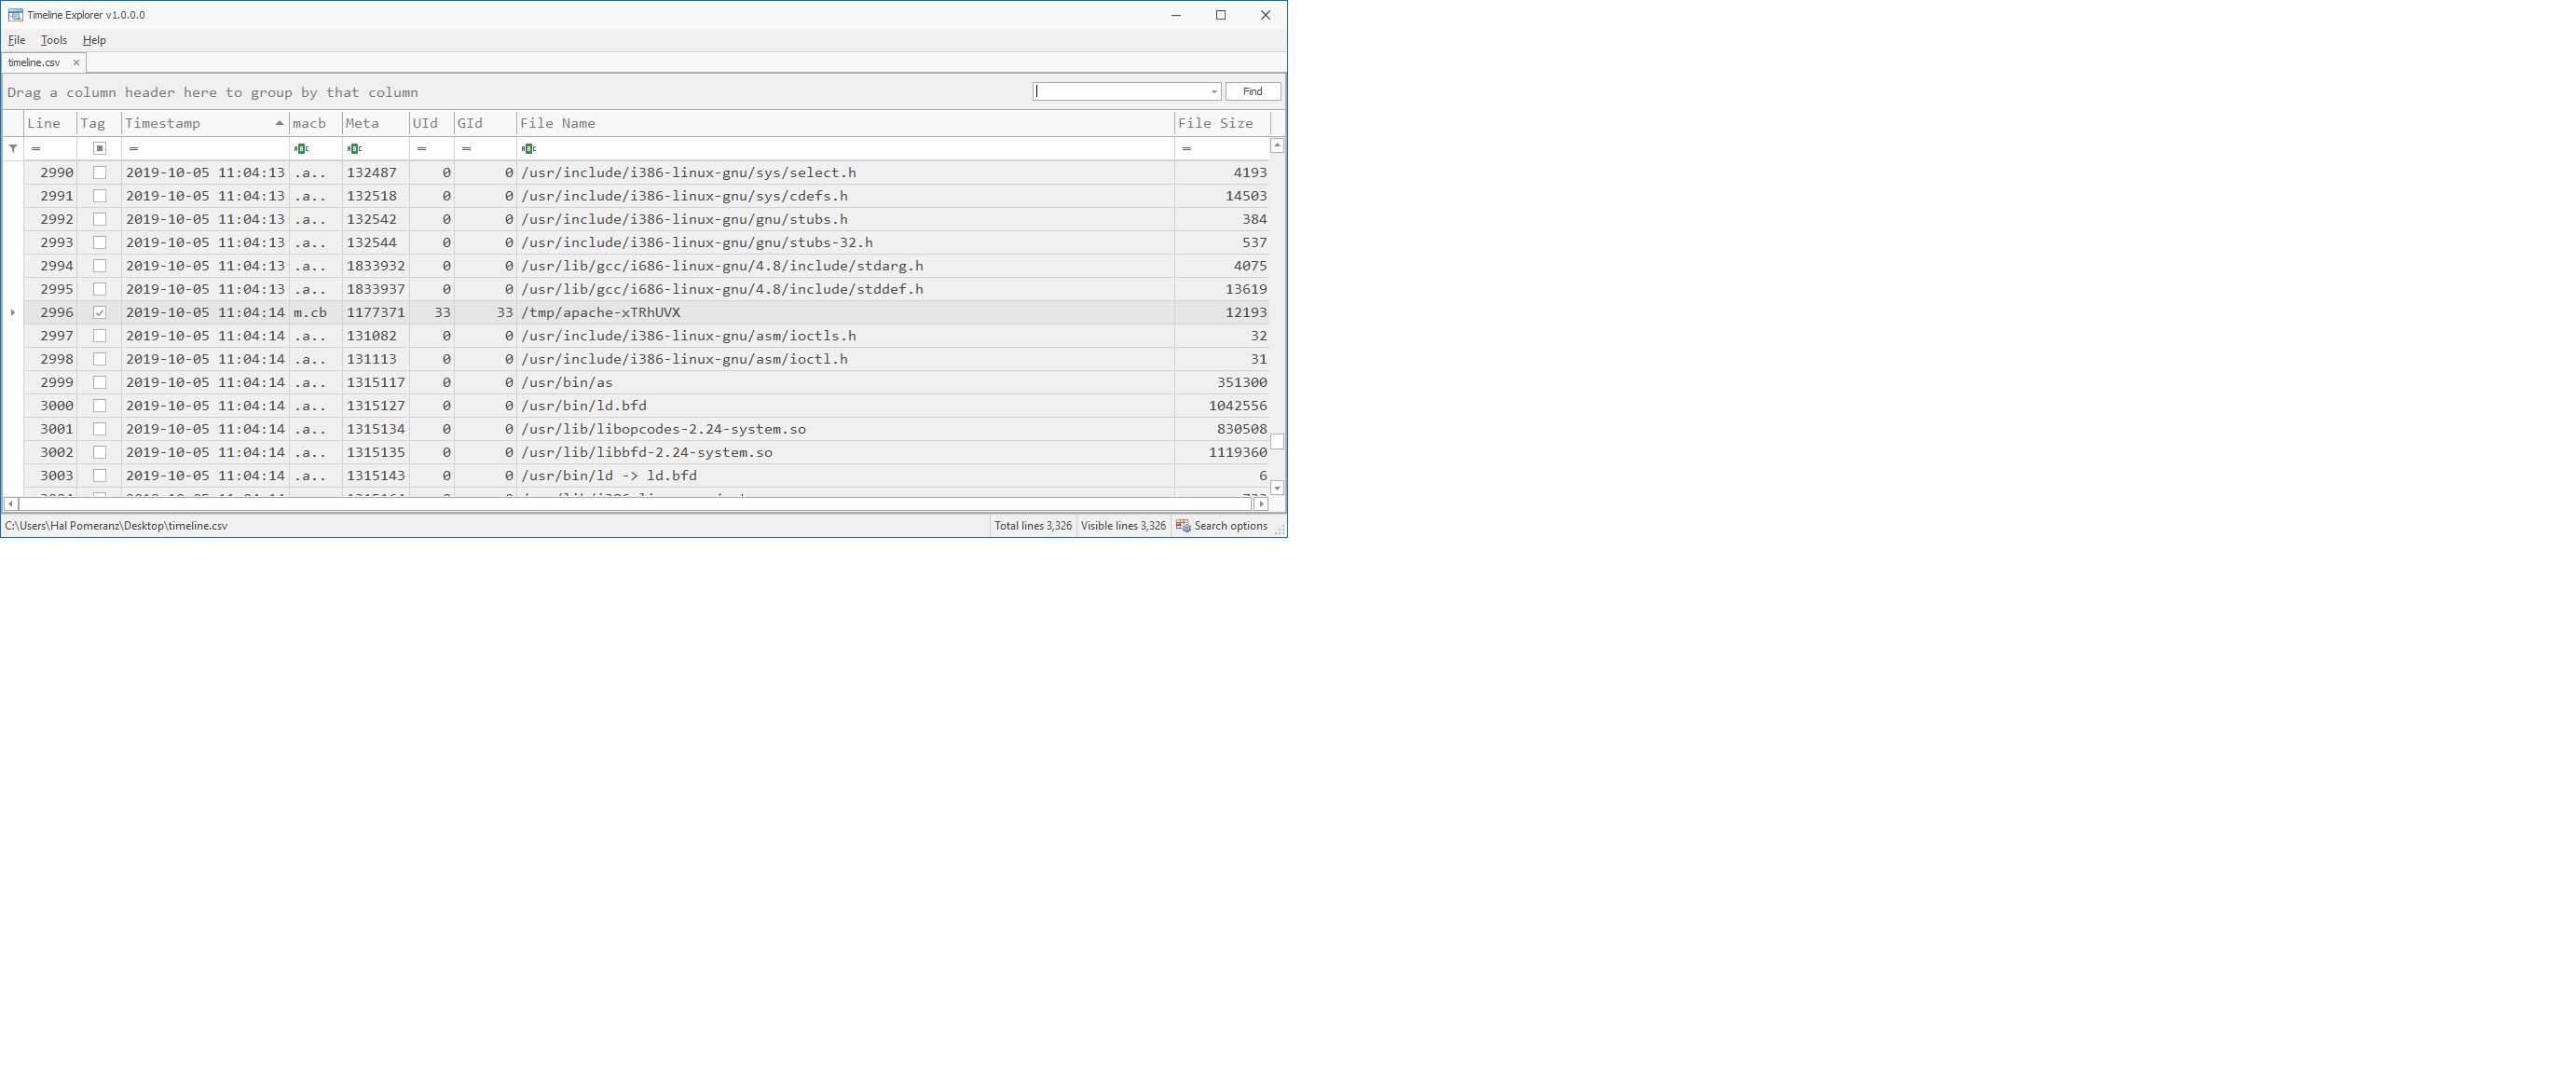 Timeline Explorer v1.0.0.0
File Tools Help
timeline.csv
Drag a column header here to group by that column
Find
Line Tag Timestamp macb Meta UId GId File Name File Size
= = ABC ABC = = ABC =
2990 2019-10-05 11:04:13 .a.. 132487 0 0 /usr/include/i386-linux-gnu/sys/select.h 4193
2991 2019-10-05 11:04:13 .a.. 132518 0 0 /usr/include/i386-linux-gnu/sys/cdefs.h 14503
2992 2019-10-05 11:04:13 .a.. 132542 0 0 /usr/include/i386-linux-gnu/gnu/stubs.h 384
2993 2019-10-05 11:04:13 .a.. 132544 0 0 /usr/include/i386-linux-gnu/gnu/stubs-32.h 537
2994 2019-10-05 11:04:13 .a.. 1833932 0 0 /usr/lib/gcc/i686-linux-gnu/4.8/include/stdarg.h 4075
2995 2019-10-05 11:04:13 .a.. 1833937 0 0 /usr/lib/gcc/i686-linux-gnu/4.8/include/stddef.h 13619
2996 2019-10-05 11:04:14 m.cb 1177371 33 33 /tmp/apache-xTRhUVX 12193
2997 2019-10-05 11:04:14 .a.. 131082 0 0 /usr/include/i386-linux-gnu/asm/ioctls.h 32
2998 2019-10-05 11:04:14 .a.. 131113 0 0 /usr/include/i386-linux-gnu/asm/ioctl.h 31
2999 2019-10-05 11:04:14 .a.. 1315117 0 0 /usr/bin/as 351300
3000 2019-10-05 11:04:14 .a.. 1315127 0 0 /usr/bin/ld.bfd 1042556
3001 2019-10-05 11:04:14 .a.. 1315134 0 0 /usr/lib/libopcodes-2.24-system.so 830508
3002 2019-10-05 11:04:14 .a.. 1315135 0 0 /usr/lib/libbfd-2.24-system.so 1119360
3003 2019-10-05 11:04:14 .a.. 1315143 0 0 /usr/bin/ld -> ld.bfd 6
C:\Users\Hal Pomeranz\Desktop\timeline.csv Total lines 3,326 Visible lines 3,326 Search options